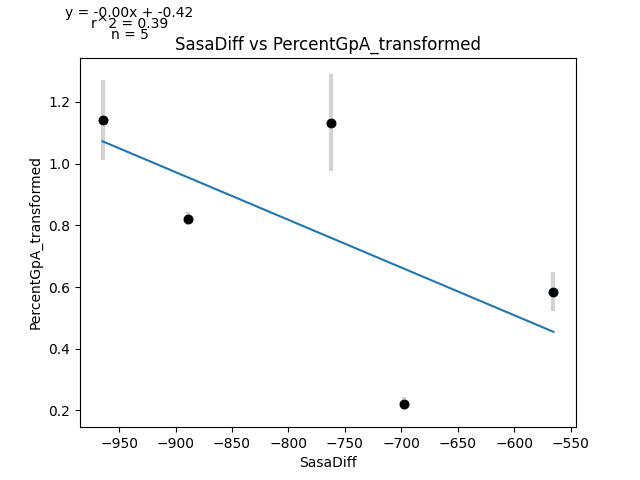 y = -0.00x + -0.42
r^2 = 0.39
n = 5
SasaDiff vs PercentGpA_transformed
PercentGpA_transformed
1.2
1.0
0.8
0.6
0.4
0.2
−950 −900 −850 −800 −750 −700 −650 −600 −550
SasaDiff